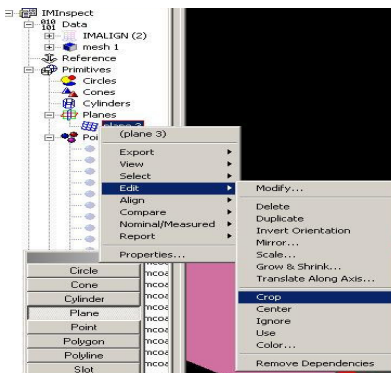 IMInspect
010
101 Data
IMALIGN (2)
mesh 1
Reference
Primitives
Circles
Cones
Cylinders
Planes
(plane 3)
Export
View
Select
Edit
Align
Compare
Nominal/Measured
Report
Properties...
Modify...
Delete
Duplicate
Invert Orientation
Mirror...
Scale...
Grow & Shrink...
Translate Along Axis...
Crop
Center
Ignore
Use
Color...
Remove Dependencies
Circle
Cone
Cylinder
Plane
Point
Polygon
Polyline
Slot